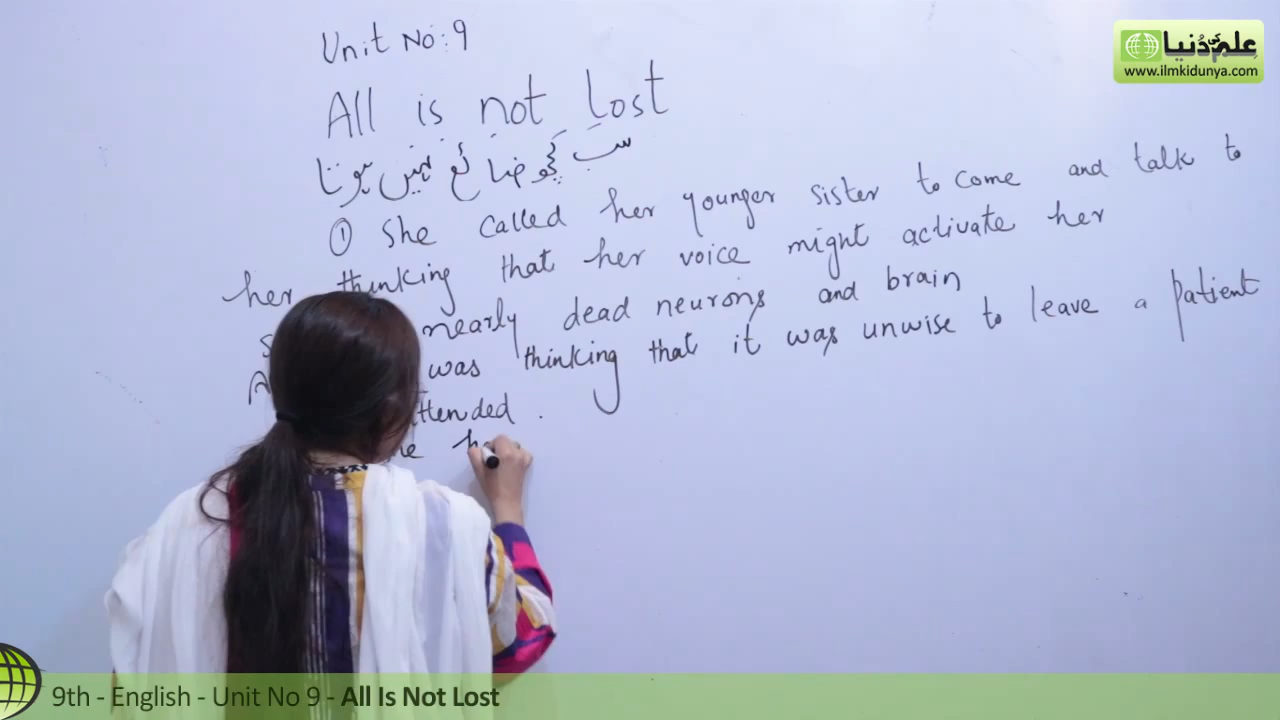 Unit No: 9
علم کی دُنیا
www.ilmkidunya.com
All is not Lost
سب کچھ ضائع نہیں ہوتا
① She called her younger sister to come and talk to
her thinking that her voice might activate her
nearly dead neurons and brain
was thinking that it was unwise to leave a patient
ttended .
9th - English - Unit No 9 - All Is Not Lost